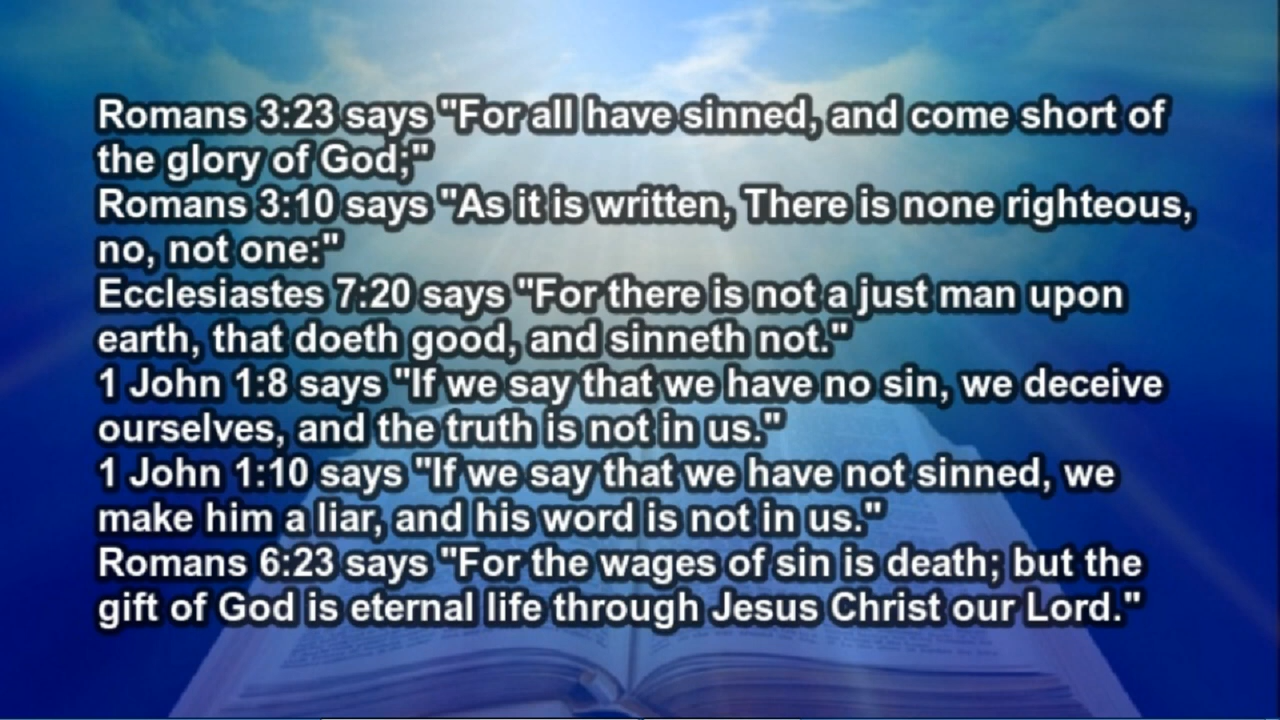 Romans 3:23 says "For all have sinned, and come short of
the glory of God;"
Romans 3:10 says "As it is written, There is none righteous,
no, not one:"
Ecclesiastes 7:20 says "For there is not a just man upon
earth, that doeth good, and sinneth not."
1 John 1:8 says "If we say that we have no sin, we deceive
ourselves, and the truth is not in us."
1 John 1:10 says "If we say that we have not sinned, we
make him a liar, and his word is not in us."
Romans 6:23 says "For the wages of sin is death; but the
gift of God is eternal life through Jesus Christ our Lord."